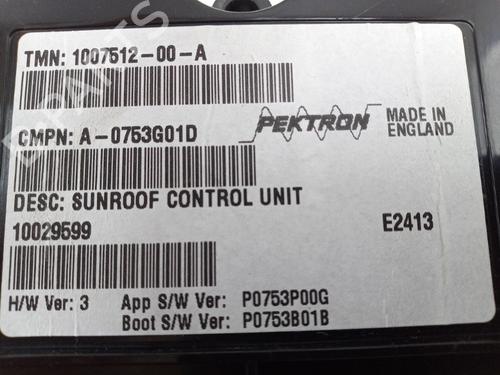 TMN: 1007512-00-A
CMPN: A-0753G01D
PEKTRON
MADE IN
ENGLAND
DESC: SUNROOF CONTROL UNIT
10029599
E2413
H/W Ver: 3 App S/W Ver: P0753P00G
Boot S/W Ver: P0753B01B